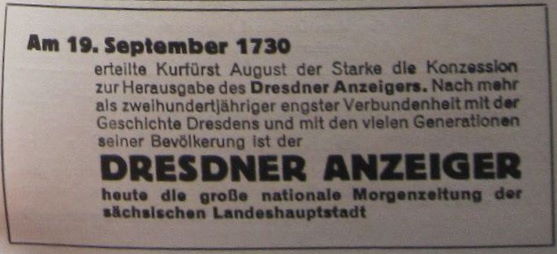 Am 19. September 1730
erteilte Kurfürst August der Starke die Konzession
zur Herausgabe des Dresdner Anzeigers. Nach mehr
als zweihundertjähriger engster Verbundenheit mit der
Geschichte Dresdens und mit den vielen Generationen
seiner Bevölkerung ist der
DRESDNER ANZEIGER
heute die große nationale Morgenzeitung der
sächsischen Landeshauptstadt